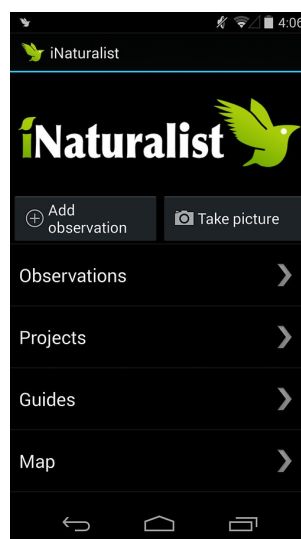 4:06
iNaturalist
iNaturalist
Add
observation
Take picture
Observations
Projects
Guides
Map